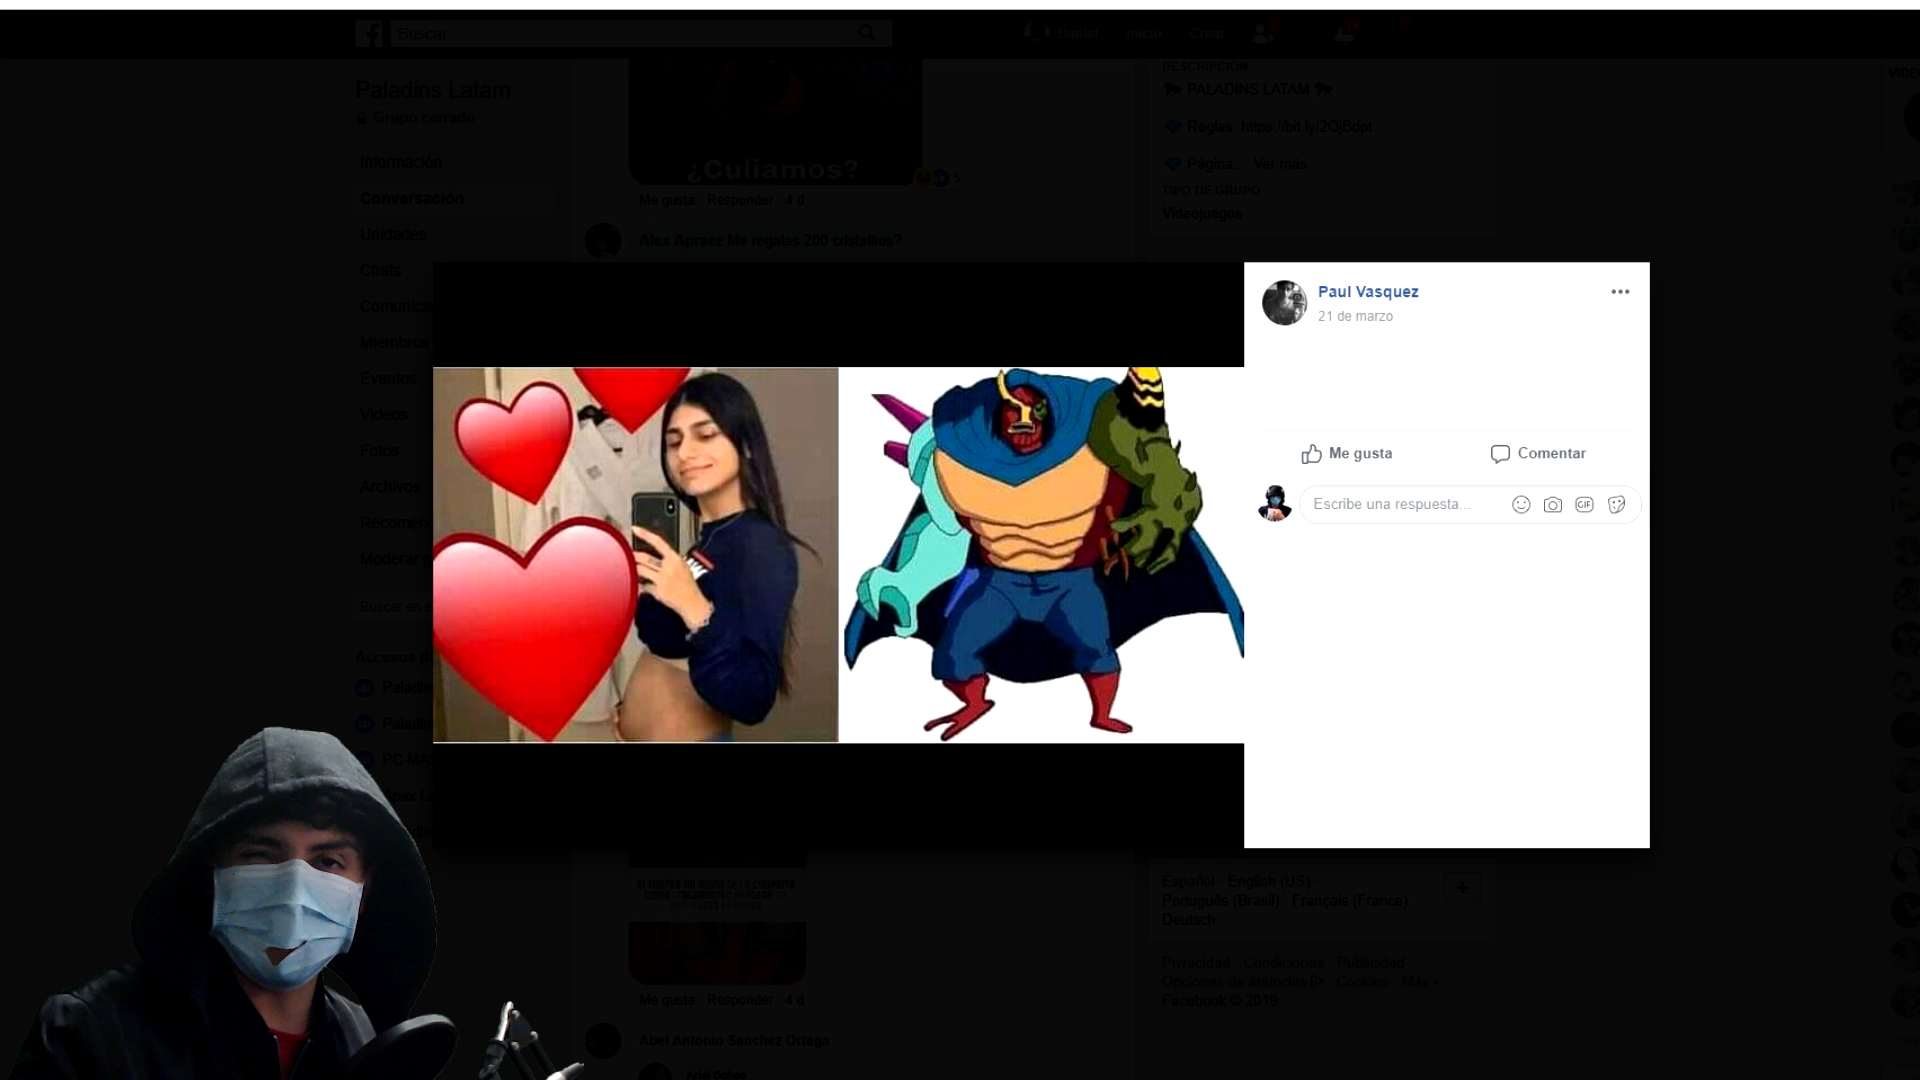 Buscar
Daniel
Inicio
Crear
Paladins Latam
Grupo cerrado
Información
Conversación
Unidades
Chats
Miembros
Eventos
Videos
Fotos
Archivos
¿Culiamos?
5
Me gusta Responder 4 d
Alex Apraez Me regalas 200 cristalitos?
DESCRIPCIÓN
PALADINS LATAM
Reglas: https://bit.ly/2QjBdpt
Página:... Ver más
TIPO DE GRUPO
Videojuegos
Paul Vasquez
21 de marzo
Me gusta
Comentar
Escribe una respuesta...
GIF
Me gusta Responder 4 d
Abel Antonio Sanchez Ortega
Ariel Ochoa
Español English (US)
Português (Brasil) Français (France)
Deutsch
Privacidad Condiciones Publicidad
Opciones de anuncios Cookies Más
Facebook © 2019